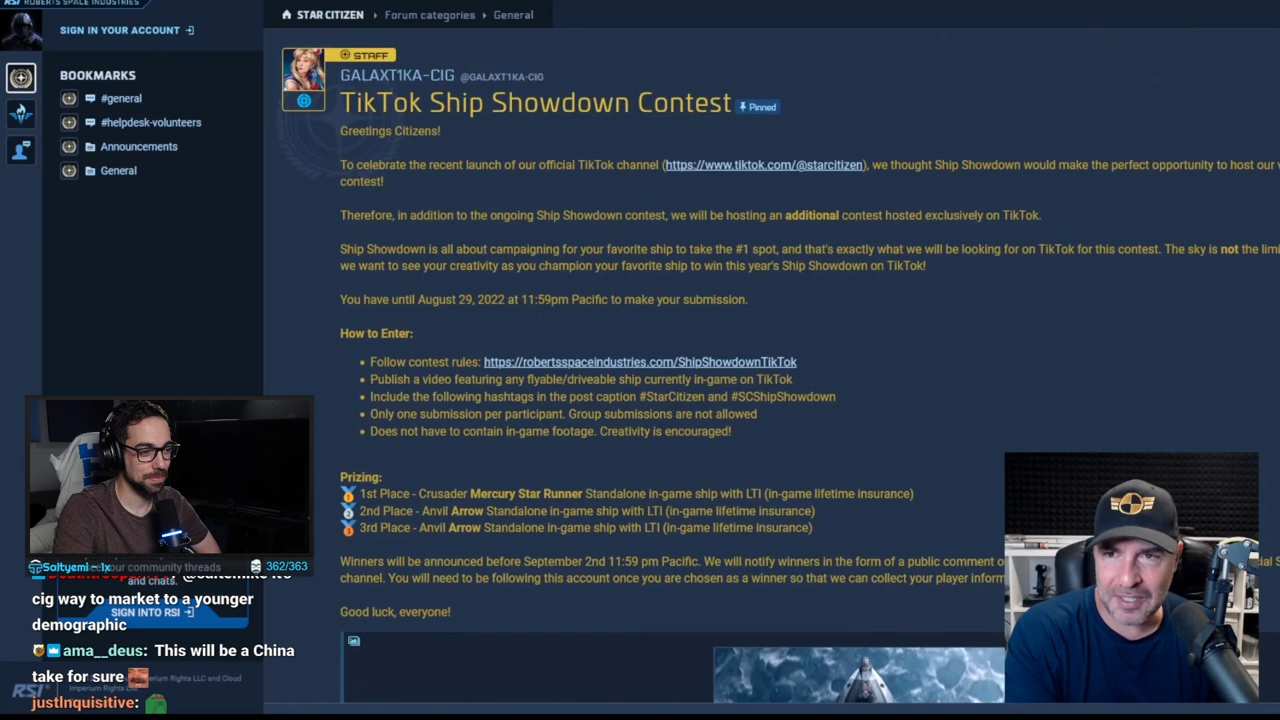 RSI ROBERTS SPACE INDUSTRIES
SIGN IN YOUR ACCOUNT
STAR CITIZEN
Forum categories
General
BOOKMARKS
#general
#helpdesk-volunteers
Announcements
General
STAFF
GALAXT1KA-CIG @GALAXT1KA-CIG
TikTok Ship Showdown Contest Pinned
Greetings Citizens!
To celebrate the recent launch of our official TikTok channel (https://www.tiktok.com/@starcitizen), we thought Ship Showdown would make the perfect opportunity to host our
contest!
Therefore, in addition to the ongoing Ship Showdown contest, we will be hosting an additional contest hosted exclusively on TikTok.
Ship Showdown is all about campaigning for your favorite ship to take the #1 spot, and that's exactly what we will be looking for on TikTok for this contest. The sky is not the
we want to see your creativity as you champion your favorite ship to win this year's Ship Showdown on TikTok!
You have until August 29, 2022 at 11:59pm Pacific to make your submission.
How to Enter:
• Follow contest rules: https://robertsspaceindustries.com/ShipShowdownTikTok
• Publish a video featuring any flyable/driveable ship currently in-game on TikTok
• Include the following hashtags in the post caption #StarCitizen and #SCShipShowdown
• Only one submission per participant. Group submissions are not allowed
• Does not have to contain in-game footage. Creativity is encouraged!
Prizing:
1st Place - Crusader Mercury Star Runner Standalone in-game ship with LTI (in-game lifetime insurance)
2nd Place - Anvil Arrow Standalone in-game ship with LTI (in-game lifetime insurance)
3rd Place - Anvil Arrow Standalone in-game ship with LTI (in-game lifetime insurance)
Winners will be announced before September 2nd 11:59 pm Pacific. We will notify winners in the form of a public comment
channel. You will need to be following this account once you are chosen as a winner so that we can collect your player
Good luck, everyone!
our community threads
and chats.
362/363
cig way to market to a younger
demographic
SIGN INTO RSI
ama__deus: This will be a China
take for sure
Imperium Rights LLC and Cloud
RSI
justInquisitive: